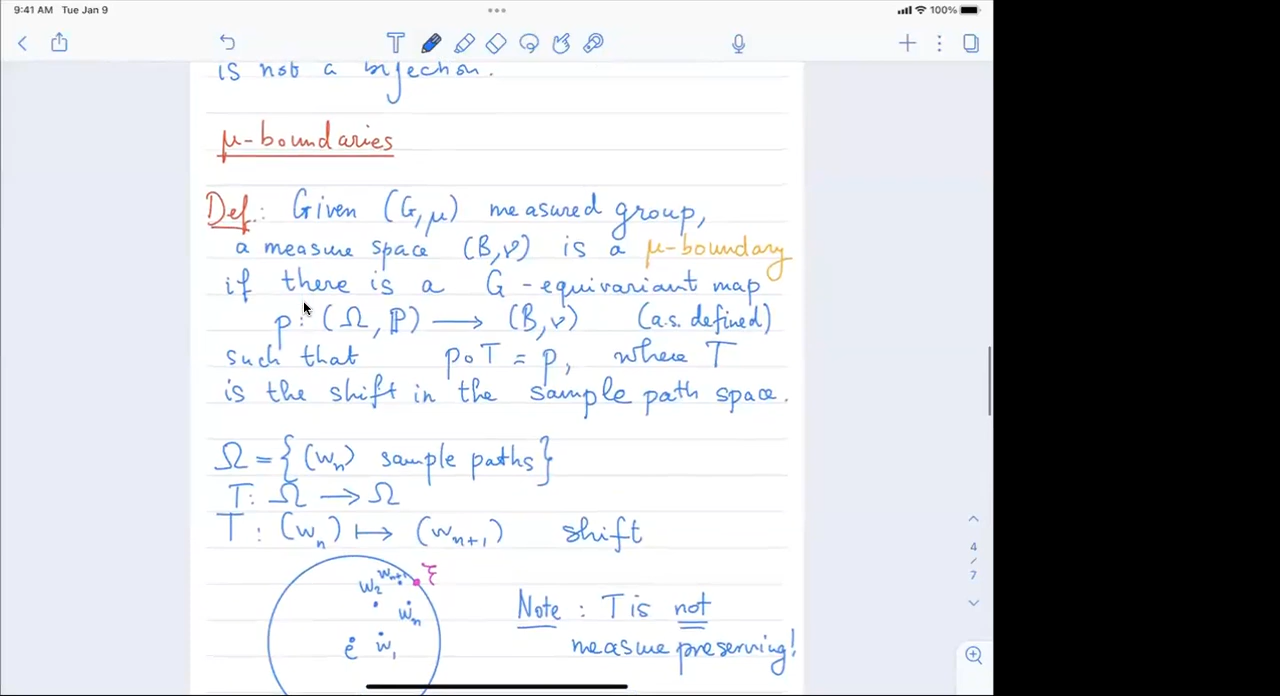 9:41 AM Tue Jan 9
100%
is not a bijection.
μ-boundaries
Def.: Given (G,μ) measured group,
a measure space (B,ν) is a μ-boundary
if there is a G-equivariant map
p: (Ω, ℙ) ⟶ (B,ν) (a.s. defined)
such that p∘T = p, where T
is the shift in the sample path space.
Ω = {(wₙ) sample paths}
T: Ω ⟶ Ω
T: (wₙ) ⟼ (wₙ₊₁) shift
wₙ₊₁ ξ
w₂
wₙ
e w₁
Note: T is not
measure preserving!
4
/
7